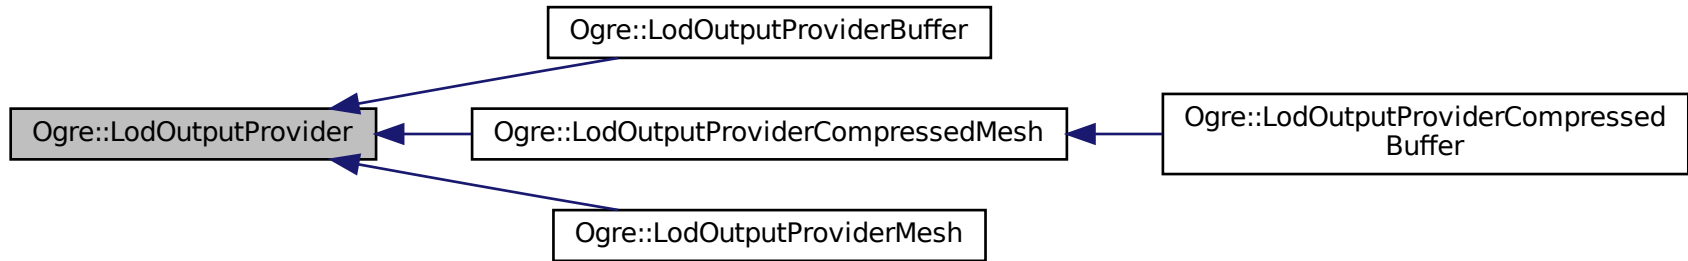 Ogre::LodOutputProviderBuffer
Ogre::LodOutputProvider
Ogre::LodOutputProviderCompressedMesh
Ogre::LodOutputProviderCompressed
Buffer
Ogre::LodOutputProviderMesh